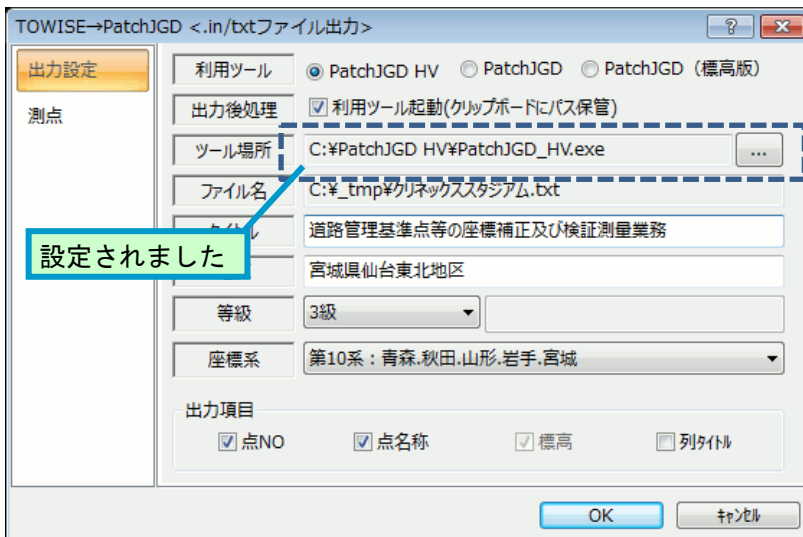 TOWISE→PatchJGD <.in/txtファイル出力>
出力設定
測点
利用ツール
PatchJGD HV
PatchJGD
PatchJGD（標高版）
出力後処理
利用ツール起動(クリップボードにパス保管)
ツール場所
C:¥PatchJGD HV¥PatchJGD_HV.exe
...
ファイル名
C:¥_tmp¥クリネックススタジアム.txt
道路管理基準点等の座標補正及び検証測量業務
設定されました
宮城県仙台東北地区
等級
3級
座標系
第10系：青森.秋田.山形.岩手.宮城
出力項目
点NO
点名称
標高
列タイトル
OK
キャンセル